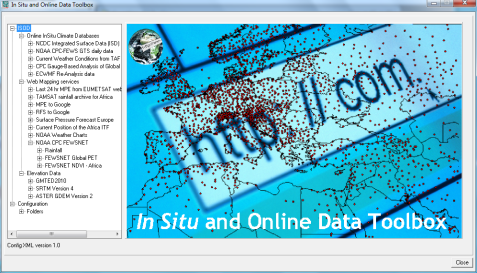 In Situ and Online Data Toolbox
ISOD
Online InSitu Climate Databases
NCDC Integrated Surface Data (ISD)
NOAA CPC-FEWS GTS daily data
Current Weather Conditions from TAF
CPC Gauge-Based Analysis of Global
ECWMF Re-Analysis data
Web Mapping services
Last 24 hr MPE from EUMETSAT web
TAMSAT rainfall archive for Africa
MPE to Google
RFS to Google
Surface Pressure Forecast Europe
Current Position of the Africa ITF
NOAA Weather Charts
NOAA CPC FEWSNET
Rainfall
FEWSNET Global PET
FEWSNET NDVI - Africa
Elevation Data
GMTED2010
SRTM Version 4
ASTER GDEM Version 2
Configuration
Folders
http://com
In Situ and Online Data Toolbox
Config XML version 1.0
Close